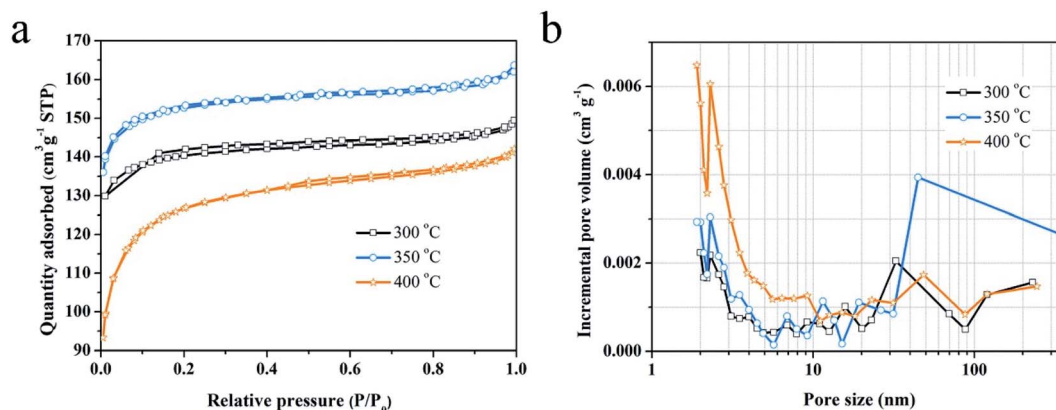 a
170
160
150
140
130
120
110
100
90
0.0 0.2 0.4 0.6 0.8 1.0
Quantity adsorbed (cm³g⁻¹ STP)
Relative pressure (P/P₀)
300 °C
350 °C
400 °C
b
0.006
0.004
0.002
0.000
1 10 100
Incremental pore volume (cm³ g⁻¹)
Pore size (nm)
300 °C
350 °C
400 °C